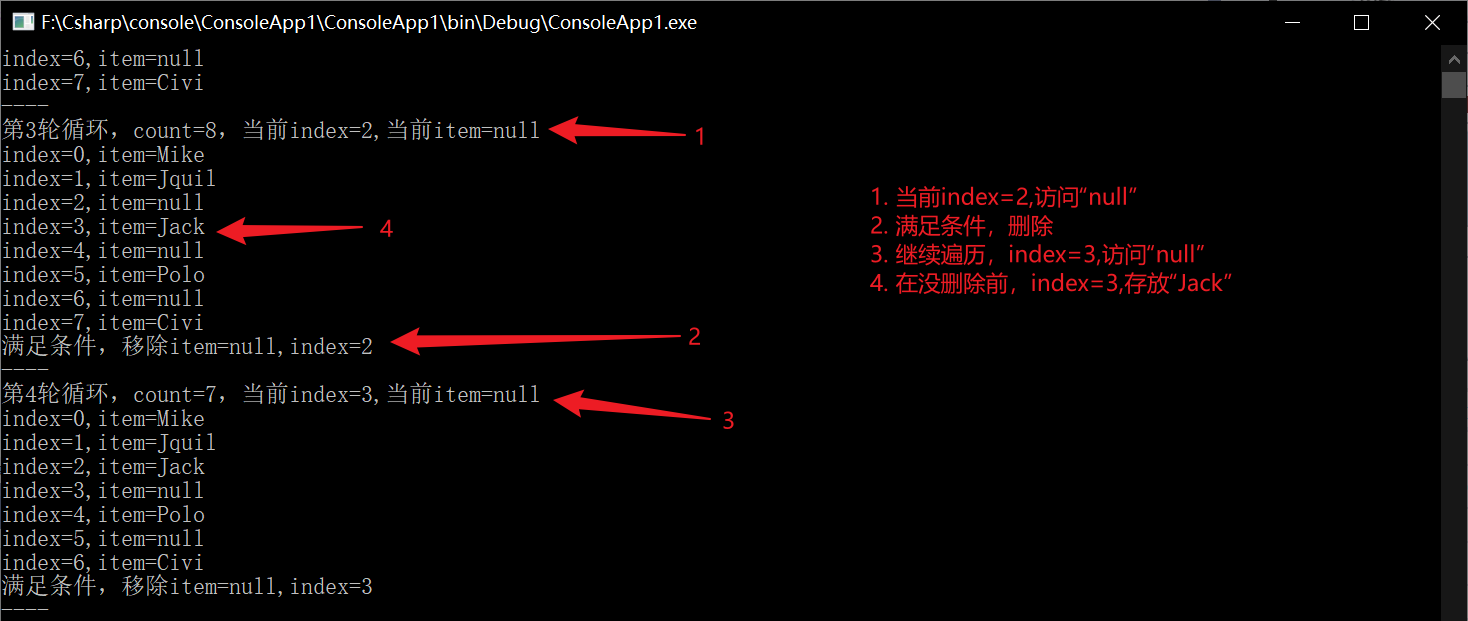 F:\Csharp\console\ConsoleApp1\ConsoleApp1\bin\Debug\ConsoleApp1.exe
index=6,item=null
index=7,item=Civi
----
第3轮循环，count=8，当前index=2,当前item=null
1
index=0,item=Mike
index=1,item=Jquil
index=2,item=null
index=3,item=Jack
4
index=4,item=null
index=5,item=Polo
index=6,item=null
index=7,item=Civi
满足条件，移除item=null,index=2
2
----
第4轮循环，count=7，当前index=3,当前item=null
3
index=0,item=Mike
index=1,item=Jquil
index=2,item=Jack
index=3,item=null
index=4,item=Polo
index=5,item=null
index=6,item=Civi
满足条件，移除item=null,index=3
----
1. 当前index=2,访问“null”
2. 满足条件，删除
3. 继续遍历，index=3,访问“null”
4. 在没删除前，index=3,存放“Jack”